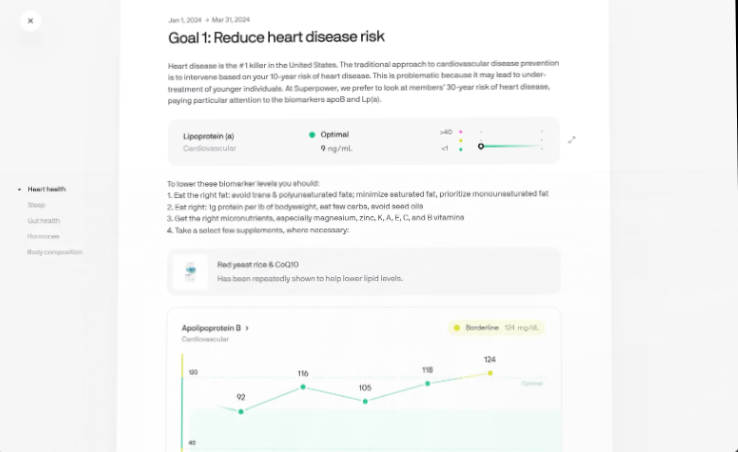 Jan 1, 2024 → Mar 31, 2024
Goal 1: Reduce heart disease risk
Heart disease is the #1 killer in the United States. The traditional approach to cardiovascular disease prevention
is to intervene based on your 10-year risk of heart disease. This is problematic because it may lead to under-
treatment of younger individuals. At Superpower, we prefer to look at members' 30-year risk of heart disease,
paying particular attention to the biomarkers apoB and Lp(a).
Lipoprotein (a)
Cardiovascular
Optimal
9 ng/mL
>40
<1
Heart health
Sleep
Gut health
Hormones
Body composition
To lower these biomarker levels you should:
1. Eat the right fat: avoid trans & polyunsaturated fats; minimize saturated fat, prioritize monounsaturated fat
2. Eat right: 1g protein per lb of bodyweight, eat few carbs, avoid seed oils
3. Get the right micronutrients, especially magnesium, zinc, K, A, E, C, and B vitamins
4. Take a select few supplements, where necessary:
Red yeast rice & CoQ10
Has been repeatedly shown to help lower lipid levels.
Apolipoprotein B >
Cardiovascular
Borderline 124 mg/dL
120
92
116
105
118
124
Optimal
40